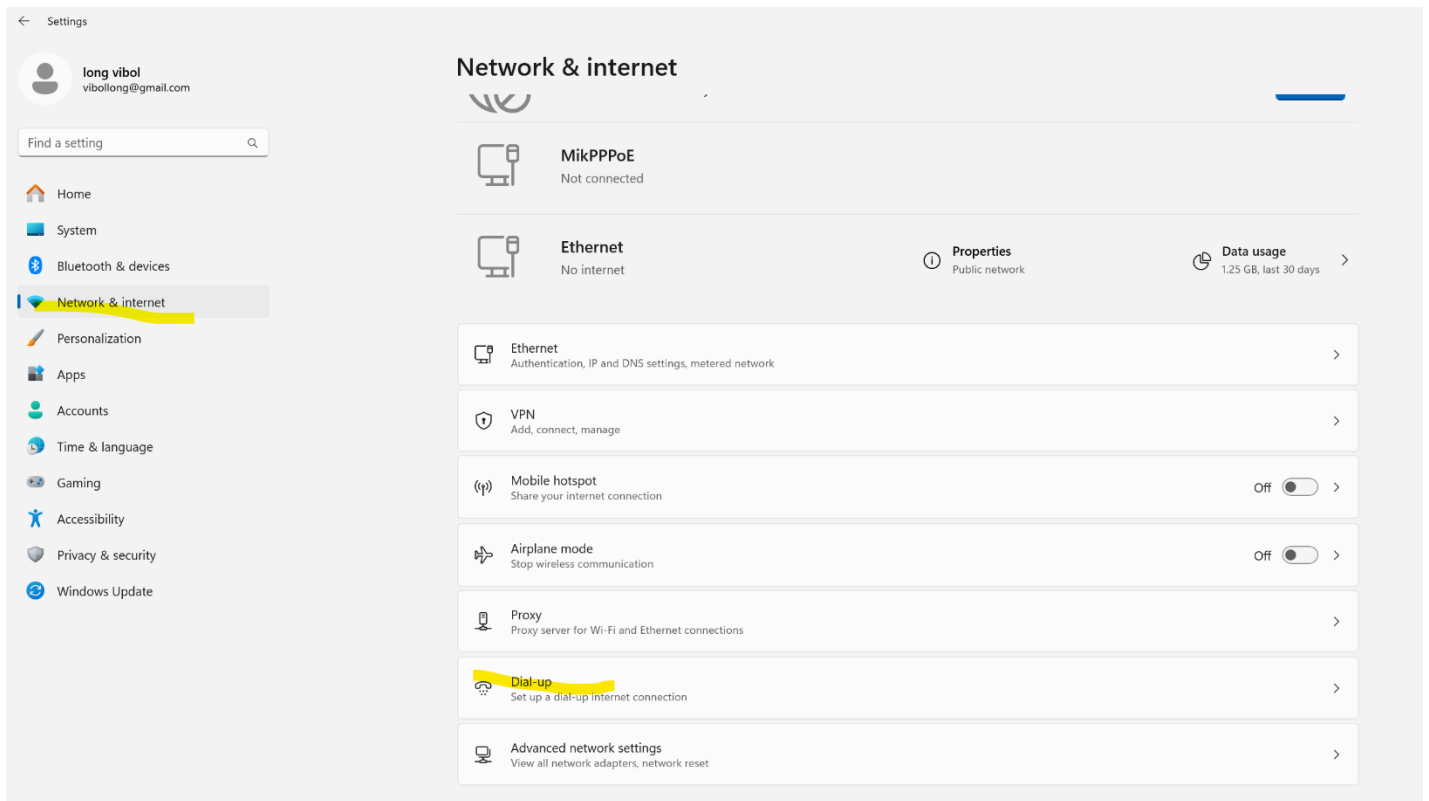 Settings
long vibol
vibollong@gmail.com
Find a setting
Home
System
Bluetooth & devices
Network & internet
Personalization
Apps
Accounts
Time & language
Gaming
Accessibility
Privacy & security
Windows Update
Network & internet
MikPPPoE
Not connected
Ethernet
No internet
Properties
Public network
Data usage
1.25 GB, last 30 days
Ethernet
Authentication, IP and DNS settings, metered network
VPN
Add, connect, manage
Mobile hotspot
Share your internet connection
Off
Airplane mode
Stop wireless communication
Off
Proxy
Proxy server for Wi-Fi and Ethernet connections
Dial-up
Set up a dial-up internet connection
Advanced network settings
View all network adapters, network reset